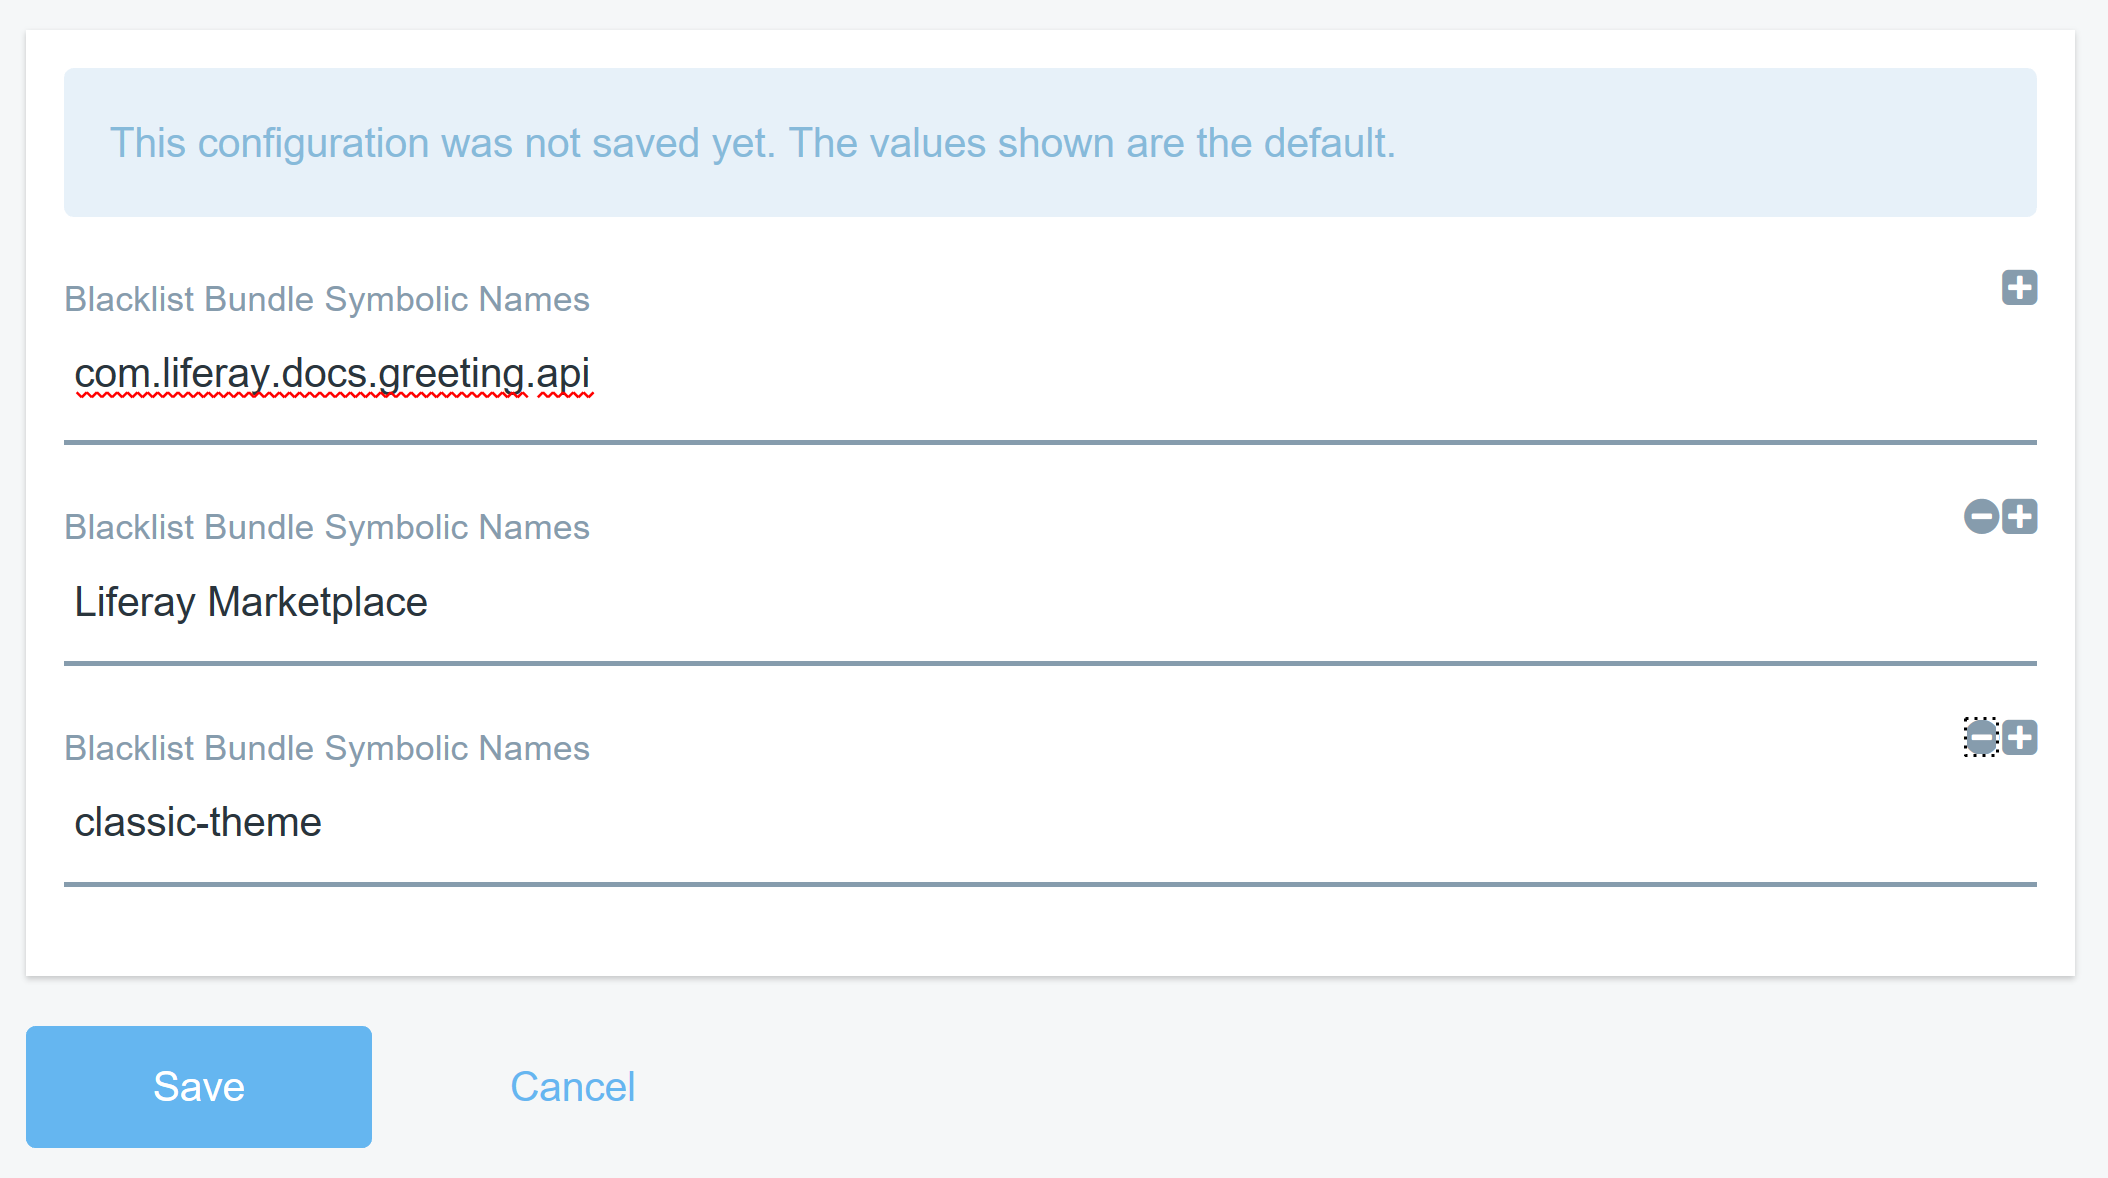 This configuration was not saved yet. The values shown are the default.
Blacklist Bundle Symbolic Names
com.liferay.docs.greeting.api
Blacklist Bundle Symbolic Names
Liferay Marketplace
Blacklist Bundle Symbolic Names
classic-theme
Save
Cancel